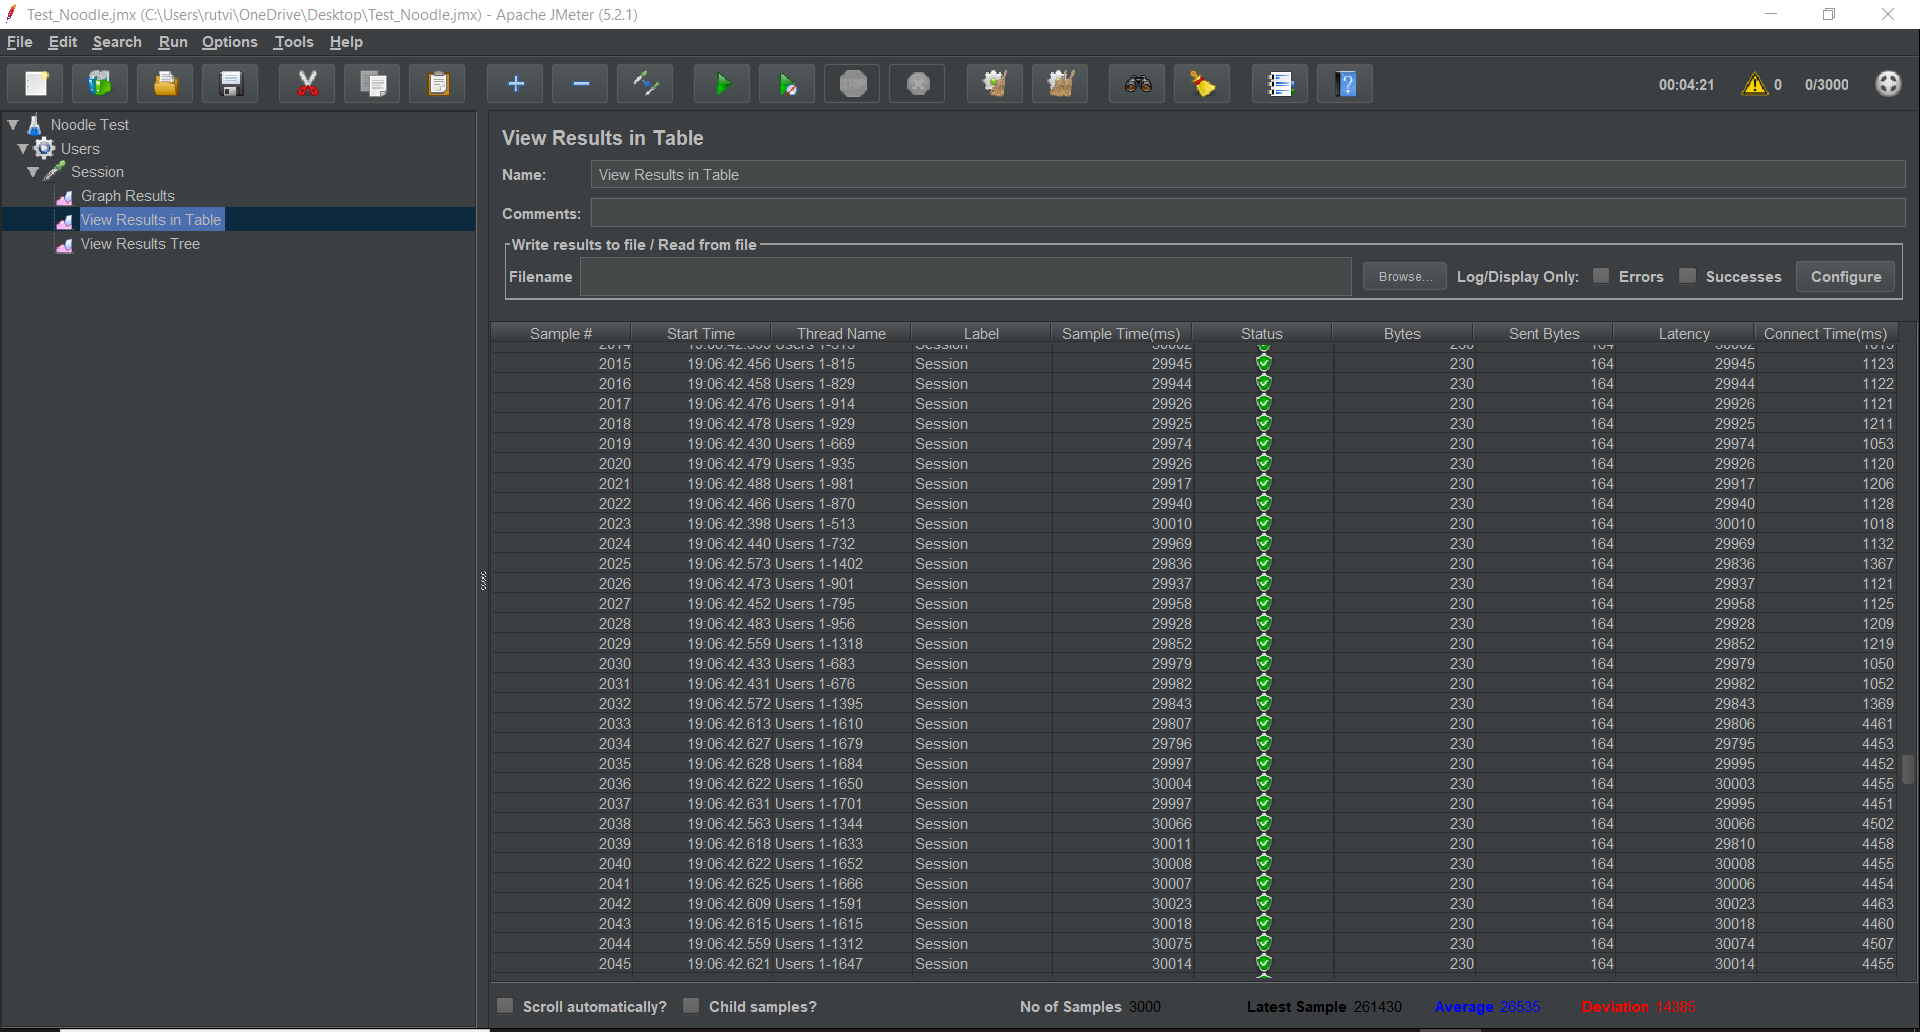 Test_Noodle.jmx (C:\Users\rutvi\OneDrive\Desktop\Test_Noodle.jmx) - Apache JMeter (5.2.1)
File Edit Search Run Options Tools Help
STOP 00:04:21 0 0/3000
Noodle Test
Users
Session
Graph Results
View Results in Table
View Results Tree
View Results in Table
Name: View Results in Table
Comments:
Write results to file / Read from file
Filename Browse... Log/Display Only: Errors Successes Configure
Sample # Start Time Thread Name Label Sample Time(ms) Status Bytes Sent Bytes Latency Connect Time(ms)
2015 19:06:42.456 Users 1-815 Session 29945 230 164 29945 1123
2016 19:06:42.458 Users 1-829 Session 29944 230 164 29944 1122
2017 19:06:42.476 Users 1-914 Session 29926 230 164 29926 1121
2018 19:06:42.478 Users 1-929 Session 29925 230 164 29925 1211
2019 19:06:42.430 Users 1-669 Session 29974 230 164 29974 1053
2020 19:06:42.479 Users 1-935 Session 29926 230 164 29926 1120
2021 19:06:42.488 Users 1-981 Session 29917 230 164 29917 1206
2022 19:06:42.466 Users 1-870 Session 29940 230 164 29940 1128
2023 19:06:42.398 Users 1-513 Session 30010 230 164 30010 1018
2024 19:06:42.440 Users 1-732 Session 29969 230 164 29969 1132
2025 19:06:42.573 Users 1-1402 Session 29836 230 164 29836 1367
2026 19:06:42.473 Users 1-901 Session 29937 230 164 29937 1121
2027 19:06:42.452 Users 1-795 Session 29958 230 164 29958 1125
2028 19:06:42.483 Users 1-956 Session 29928 230 164 29928 1209
2029 19:06:42.559 Users 1-1318 Session 29852 230 164 29852 1219
2030 19:06:42.433 Users 1-683 Session 29979 230 164 29979 1050
2031 19:06:42.431 Users 1-676 Session 29982 230 164 29982 1052
2032 19:06:42.572 Users 1-1395 Session 29843 230 164 29843 1369
2033 19:06:42.613 Users 1-1610 Session 29807 230 164 29806 4461
2034 19:06:42.627 Users 1-1679 Session 29796 230 164 29795 4453
2035 19:06:42.628 Users 1-1684 Session 29997 230 164 29995 4452
2036 19:06:42.622 Users 1-1650 Session 30004 230 164 30003 4455
2037 19:06:42.631 Users 1-1701 Session 29997 230 164 29995 4451
2038 19:06:42.563 Users 1-1344 Session 30066 230 164 30066 4502
2039 19:06:42.618 Users 1-1633 Session 30011 230 164 29810 4458
2040 19:06:42.622 Users 1-1652 Session 30008 230 164 30008 4455
2041 19:06:42.625 Users 1-1666 Session 30007 230 164 30006 4454
2042 19:06:42.609 Users 1-1591 Session 30023 230 164 30023 4463
2043 19:06:42.615 Users 1-1615 Session 30018 230 164 30018 4460
2044 19:06:42.559 Users 1-1312 Session 30075 230 164 30074 4507
2045 19:06:42.621 Users 1-1647 Session 30014 230 164 30014 4455
Scroll automatically? Child samples? No of Samples 3000 Latest Sample 261430 Average 26535 Deviation 14385